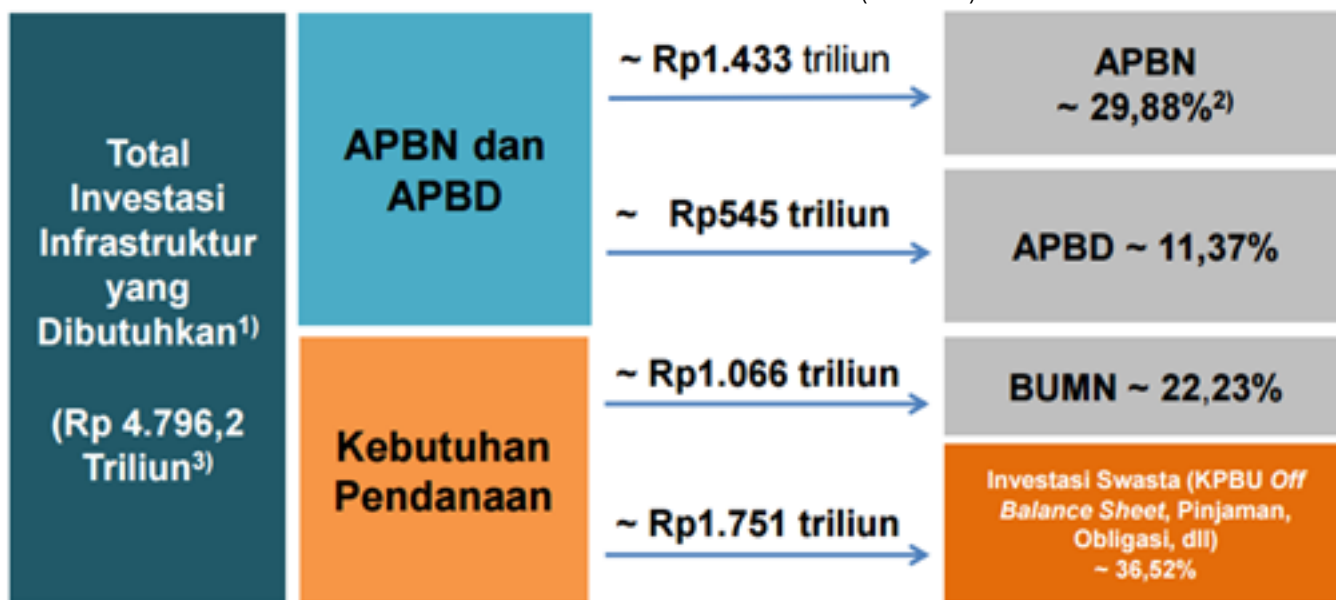 Total
Investasi
Infrastruktur
yang
Dibutuhkan¹⁾
(Rp 4.796,2
Triliun³⁾
APBN dan
APBD
Kebutuhan
Pendanaan
~ Rp1.433 triliun
~ Rp545 triliun
~ Rp1.066 triliun
~ Rp1.751 triliun
APBN
~ 29,88%²⁾
APBD ~ 11,37%
BUMN ~ 22,23%
Investasi Swasta (KPBU Off
Balance Sheet, Pinjaman,
Obligasi, dll)
~ 36,52%